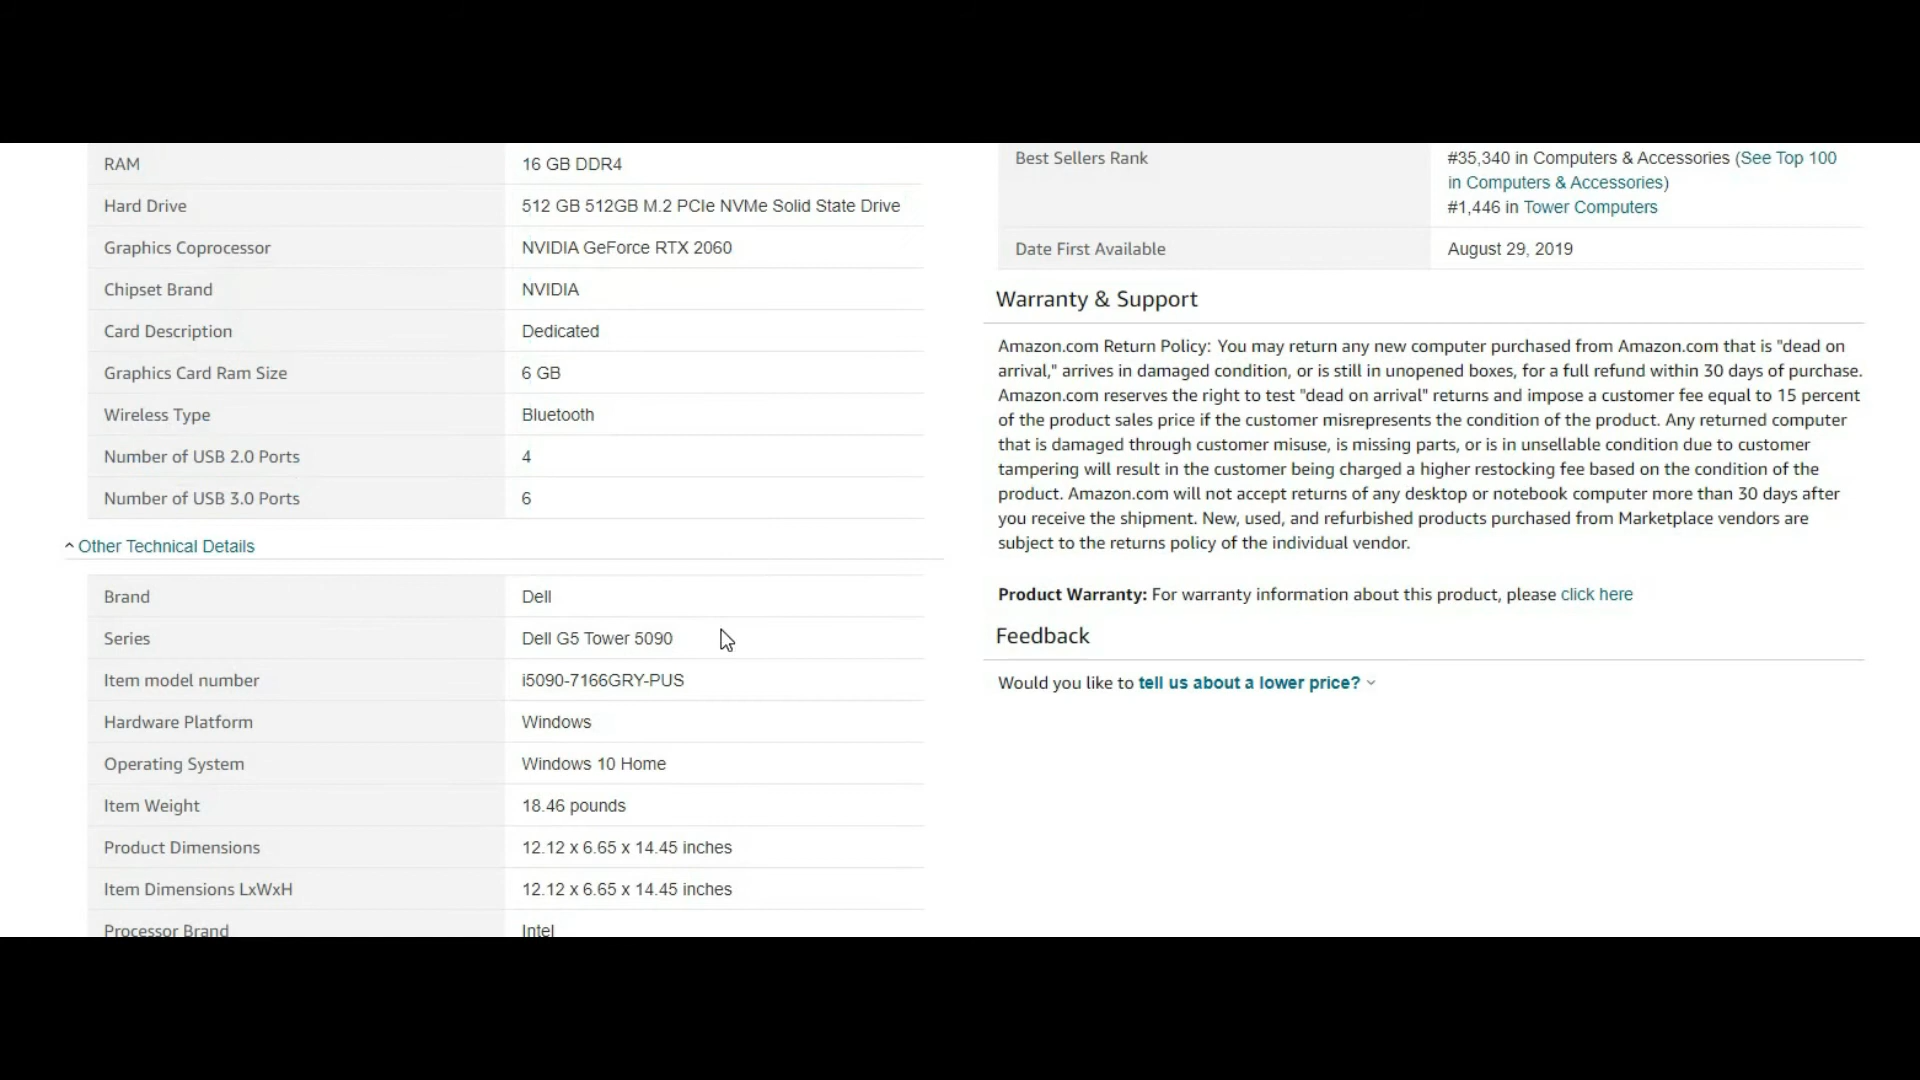 RAM 16 GB DDR4
Hard Drive 512 GB 512GB M.2 PCIe NVMe Solid State Drive
Graphics Coprocessor NVIDIA GeForce RTX 2060
Chipset Brand NVIDIA
Card Description Dedicated
Graphics Card Ram Size 6 GB
Wireless Type Bluetooth
Number of USB 2.0 Ports 4
Number of USB 3.0 Ports 6
Other Technical Details
Brand Dell
Series Dell G5 Tower 5090
Item model number i5090-7166GRY-PUS
Hardware Platform Windows
Operating System Windows 10 Home
Item Weight 18.46 pounds
Product Dimensions 12.12 x 6.65 x 14.45 inches
Item Dimensions LxWxH 12.12 x 6.65 x 14.45 inches
Processor Brand Intel
Best Sellers Rank #35,340 in Computers & Accessories (See Top 100
in Computers & Accessories)
#1,446 in Tower Computers
Date First Available August 29, 2019
Warranty & Support
Amazon.com Return Policy: You may return any new computer purchased from Amazon.com that is "dead on
arrival," arrives in damaged condition, or is still in unopened boxes, for a full refund within 30 days of purchase.
Amazon.com reserves the right to test "dead on arrival" returns and impose a customer fee equal to 15 percent
of the product sales price if the customer misrepresents the condition of the product. Any returned computer
that is damaged through customer misuse, is missing parts, or is in unsellable condition due to customer
tampering will result in the customer being charged a higher restocking fee based on the condition of the
product. Amazon.com will not accept returns of any desktop or notebook computer more than 30 days after
you receive the shipment. New, used, and refurbished products purchased from Marketplace vendors are
subject to the returns policy of the individual vendor.
Product Warranty: For warranty information about this product, please click here
Feedback
Would you like to tell us about a lower price?